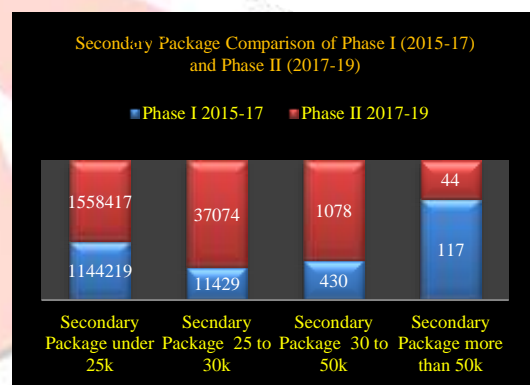 Secondary Package Comparison of Phase I (2015-17)
and Phase II (2017-19)
Phase I 2015-17 Phase II 2017-19
1558417 37074 1078 44
1144219 11429 430 117
Secondary Secndary Secondary Secondary
Package under Package 25 to Package 30 to Package more
25k 30k 50k than 50k